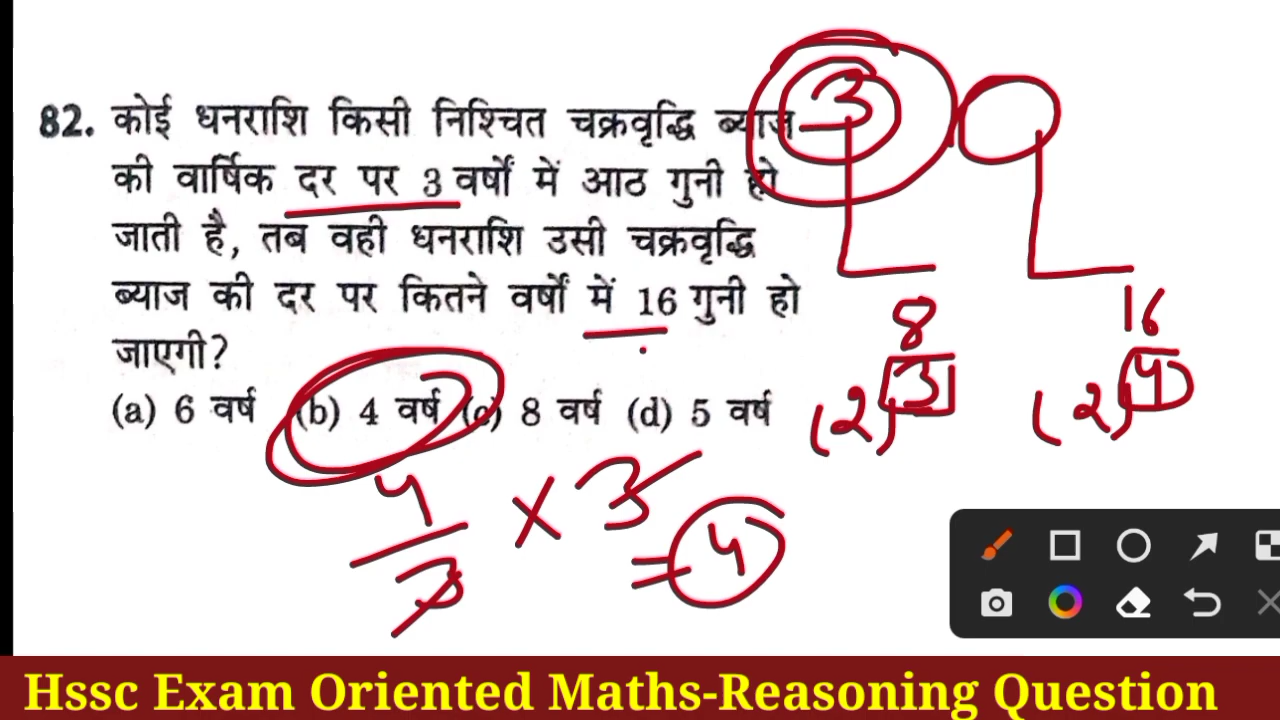 82. कोई धनराशि किसी निश्चित चक्रवृद्धि ब्याज
की वार्षिक दर पर 3 वर्षों में आठ गुनी हो
जाती है, तब वही धनराशि उसी चक्रवृद्धि
ब्याज की दर पर कितने वर्षों में 16 गुनी हो
जाएगी?
(a) 6 वर्ष (b) 4 वर्ष (c) 8 वर्ष (d) 5 वर्ष
3
8 16
(2)3 (2)4
4/3 × 3 = 4
Hssc Exam Oriented Maths-Reasoning Question